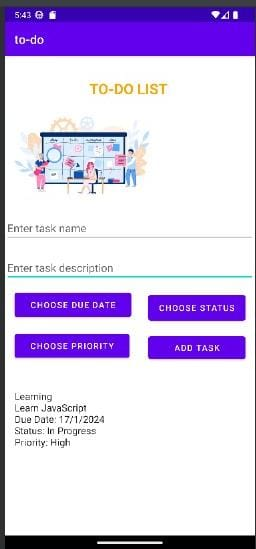 5:43
to-do
TO-DO LIST
Enter task name
Enter task description
CHOOSE DUE DATE
CHOOSE STATUS
CHOOSE PRIORITY
ADD TASK
Learning
Learn JavaScript
Due Date: 17/1/2024
Status: In Progress
Priority: High